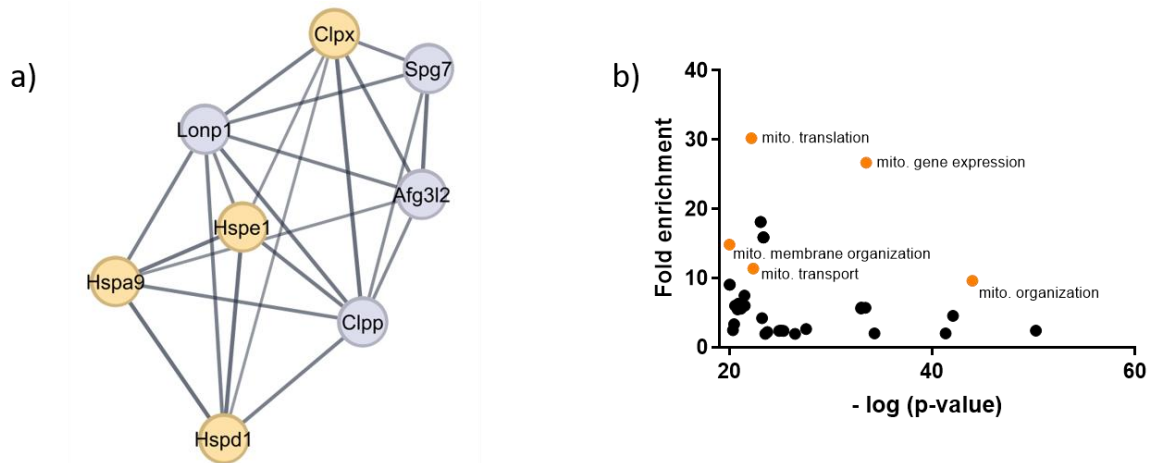 a)
Clpx
Spg7
Lonp1
Afg3l2
Hspe1
Hspa9
Clpp
Hspd1
b)
40
30
20
10
0
Fold enrichment
mito. translation
mito. gene expression
mito. membrane organization
mito. transport
mito. organization
20
40
60
- log (p-value)